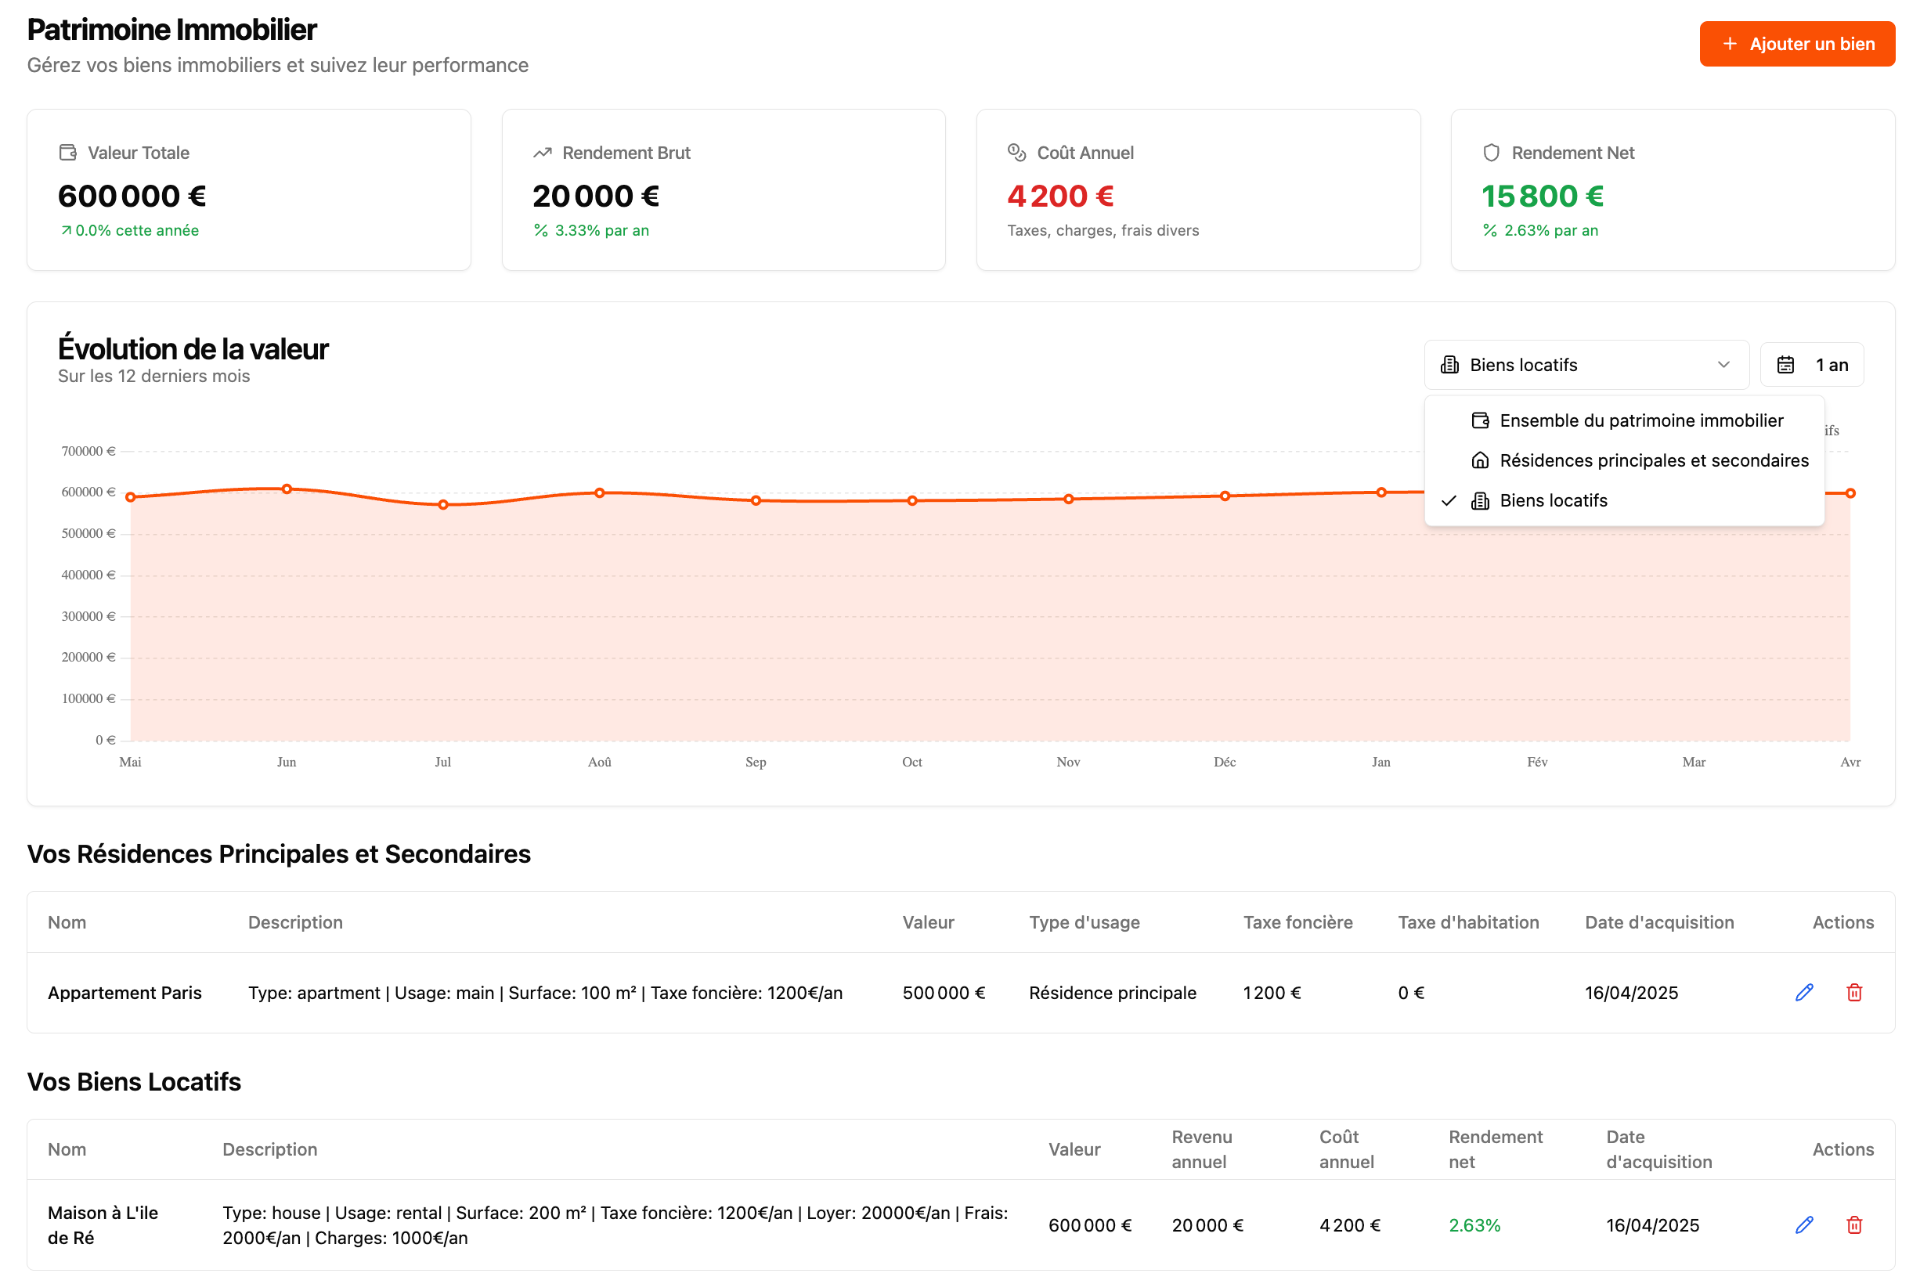 Patrimoine Immobilier
Gérez vos biens immobiliers et suivez leur performance
Ajouter un bien
Valeur Totale
600 000 €
0.0% cette année
Rendement Brut
20 000 €
3.33% par an
Coût Annuel
4 200 €
Taxes, charges, frais divers
Rendement Net
15 800 €
2.63% par an
Évolution de la valeur
Sur les 12 derniers mois
Biens locatifs
1 an
Ensemble du patrimoine immobilier
Résidences principales et secondaires
Biens locatifs
ifs
700000 €
600000 €
500000 €
400000 €
300000 €
200000 €
100000 €
0 €
Mai Jun Jul Aoû Sep Oct Nov Déc Jan Fév Mar Avr
Vos Résidences Principales et Secondaires
Nom Description Valeur Type d'usage Taxe foncière Taxe d'habitation Date d'acquisition Actions
Appartement Paris Type: apartment | Usage: main | Surface: 100 m² | Taxe foncière: 1200€/an 500 000 € Résidence principale 1 200 € 0 € 16/04/2025
Vos Biens Locatifs
Nom Description Valeur Revenu annuel Coût annuel Rendement net Date d'acquisition Actions
Maison à L'ile de Ré
Type: house | Usage: rental | Surface: 200 m² | Taxe foncière: 1200€/an | Loyer: 20000€/an | Frais:
2000€/an | Charges: 1000€/an
600 000 € 20 000 € 4 200 € 2.63% 16/04/2025